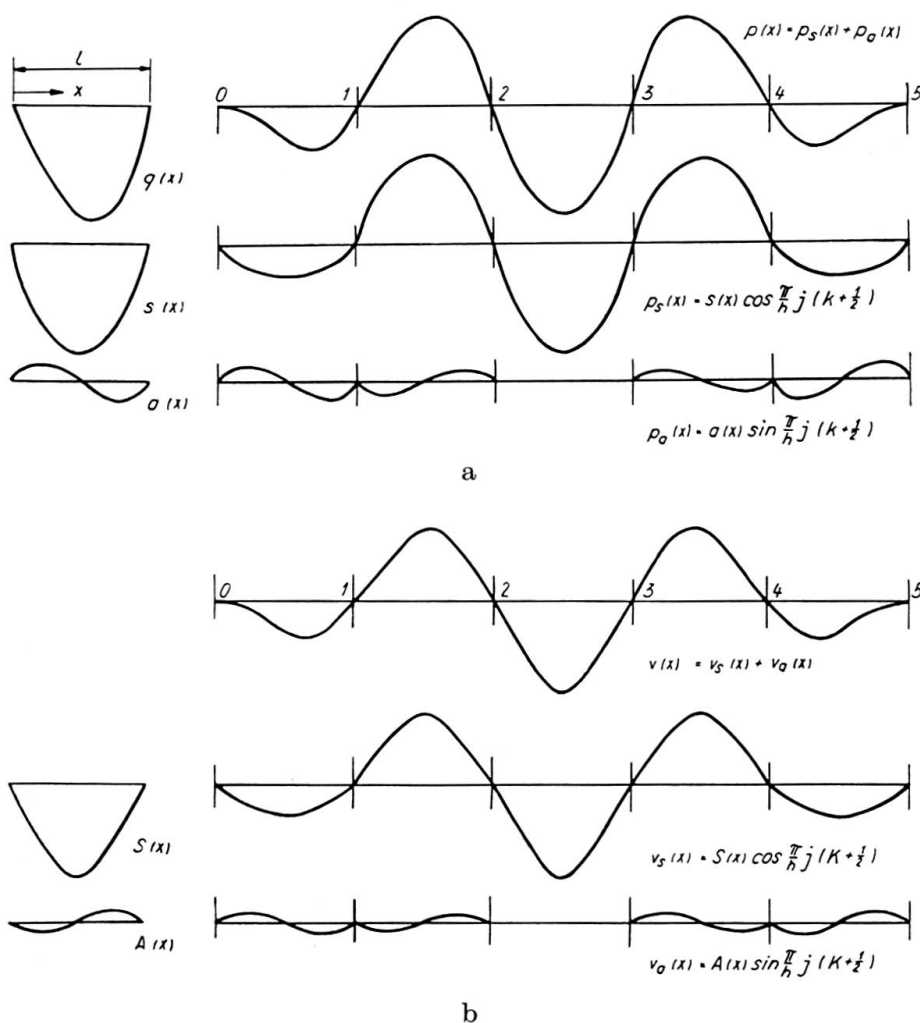 p(x) = p_s(x) + p_a(x)
l
x
0 1 2 3 4 5
q(x)
s(x)
p_s(x) = s(x) cos π/h j (k + 1/2)
a(x)
p_a(x) = a(x) sin π/h j (k + 1/2)
a
0 1 2 3 4 5
v(x) = v_s(x) + v_a(x)
S(x)
v_s(x) = S(x) cos π/h j (K + 1/2)
A(x)
v_a(x) = A(x) sin π/h j (K + 1/2)
b